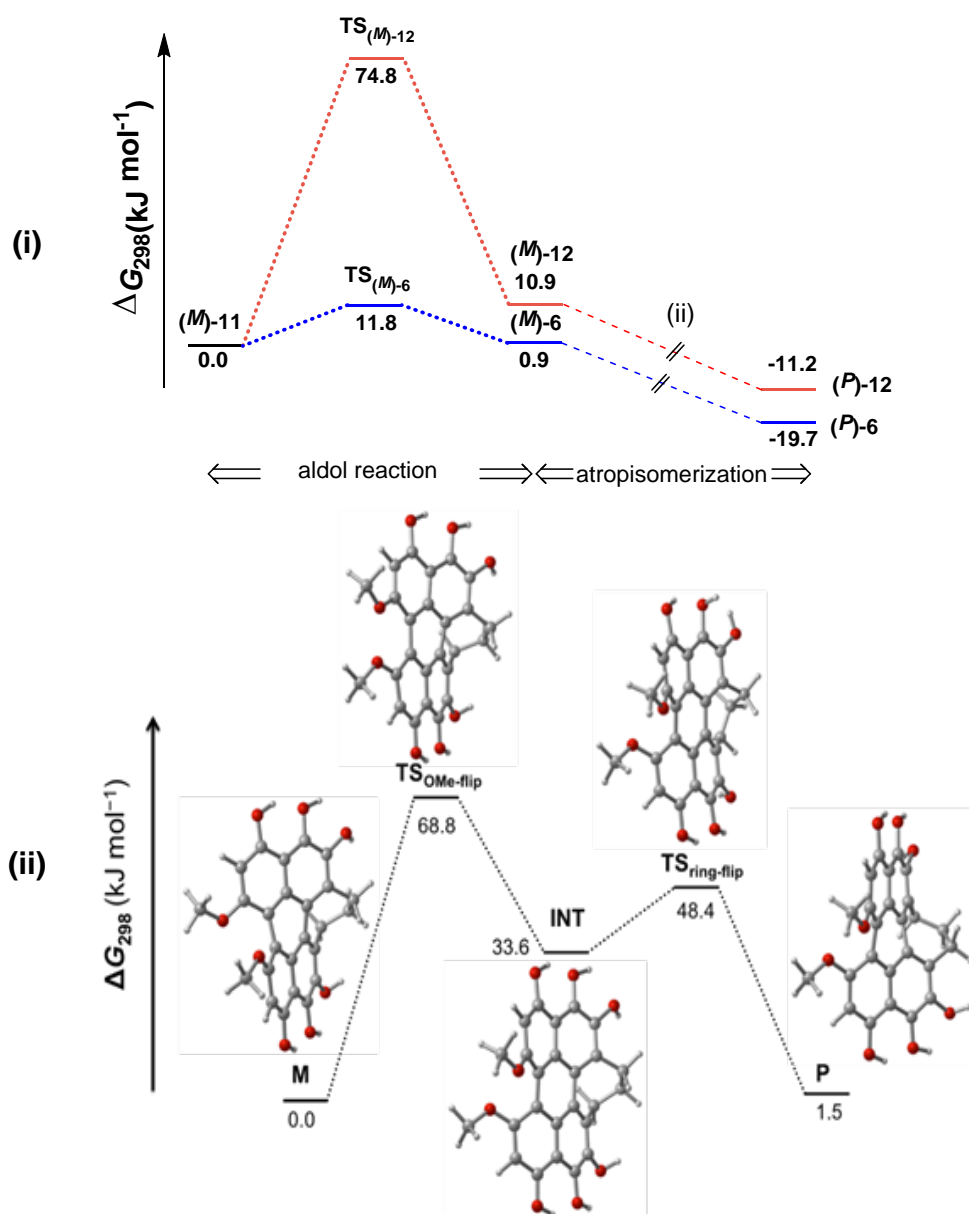 TS(M)-12
74.8
ΔG298(kJ mol-1)
(i)
(M)-12
10.9
TS(M)-6
(M)-11
11.8
(M)-6
(ii)
0.0
0.9
-11.2
(P)-12
(P)-6
-19.7
aldol reaction
atropisomerization
TSOMe-flip
68.8
ΔG298 (kJ mol−1)
(ii)
TSring-flip
48.4
INT
33.6
M
0.0
P
1.5